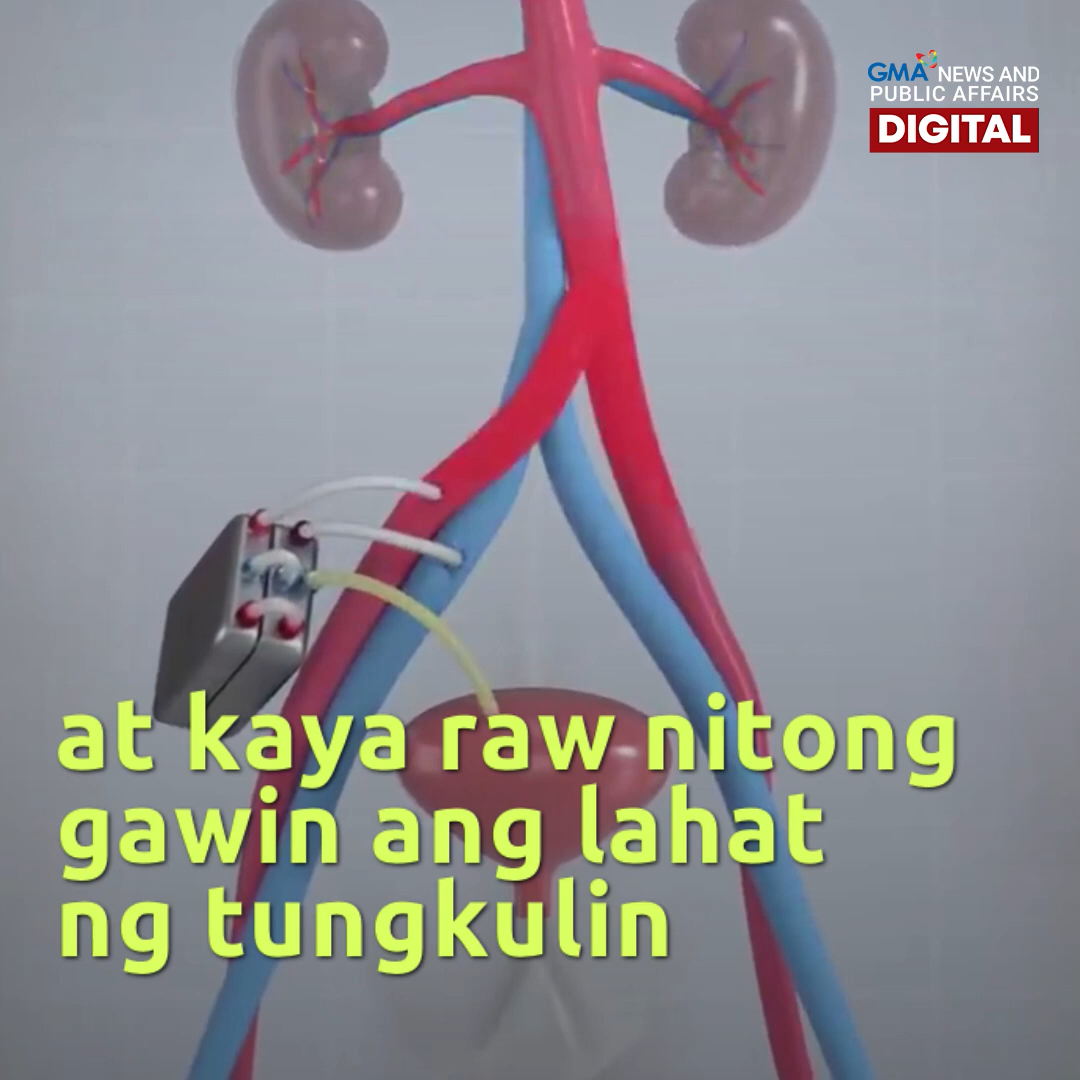 GMA NEWS AND
PUBLIC AFFAIRS
DIGITAL
at kaya raw nitong
gawin ang lahat
ng tungkulin